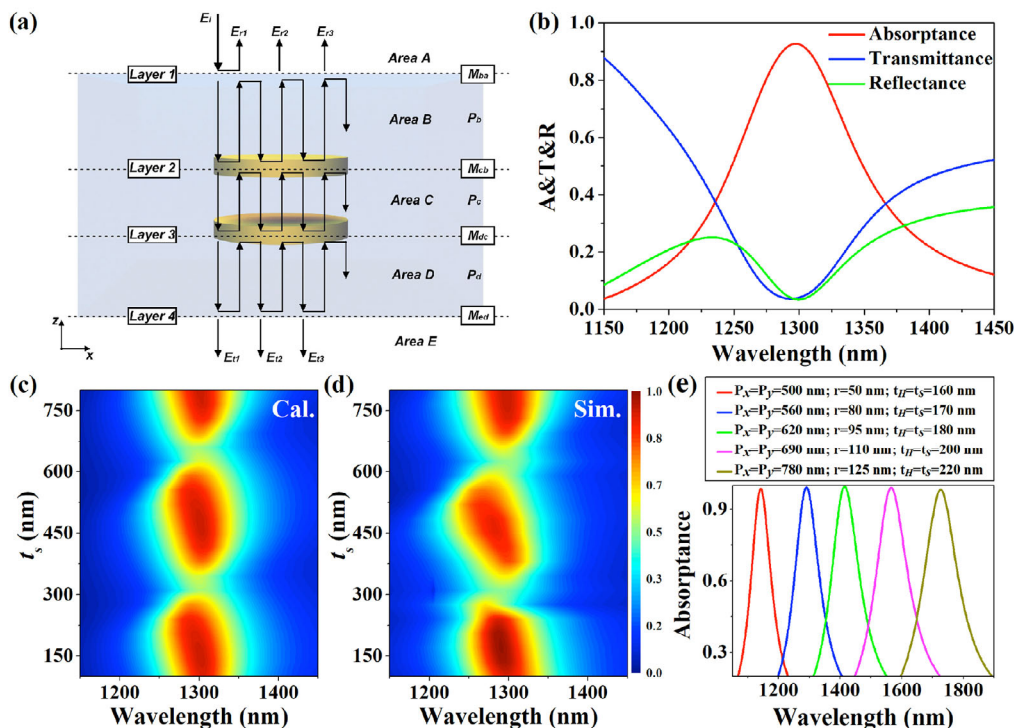 (a)
E_i E_r1 E_r2 E_r3 Area A
Layer 1 M_ba
Area B P_b
Layer 2 M_cb
Area C P_c
Layer 3 M_dc
Area D P_d
Layer 4 M_ed
Area E
E_t1 E_t2 E_t3
z
x
(b)
Absorptance
Transmittance
Reflectance
A&T&R
1.0
0.8
0.6
0.4
0.2
0.0
1150 1200 1250 1300 1350 1400 1450
Wavelength (nm)
(c)
Cal.
t_s (nm)
750
600
450
300
150
1200 1300 1400
Wavelength (nm)
(d)
Sim.
t_s (nm)
750
600
450
300
150
1200 1300 1400
Wavelength (nm)
1.0
0.9
0.8
0.6
0.5
0.4
0.3
0.1
0.0
(e)
P_x=P_y=500 nm; r=50 nm; t_H=t_S=160 nm
P_x=P_y=560 nm; r=80 nm; t_H=t_S=170 nm
P_x=P_y=620 nm; r=95 nm; t_H=t_S=180 nm
P_x=P_y=690 nm; r=110 nm; t_H=t_S=200 nm
P_x=P_y=780 nm; r=125 nm; t_H=t_S=220 nm
Absorptance
0.9
0.6
0.3
1200 1400 1600 1800
Wavelength (nm)